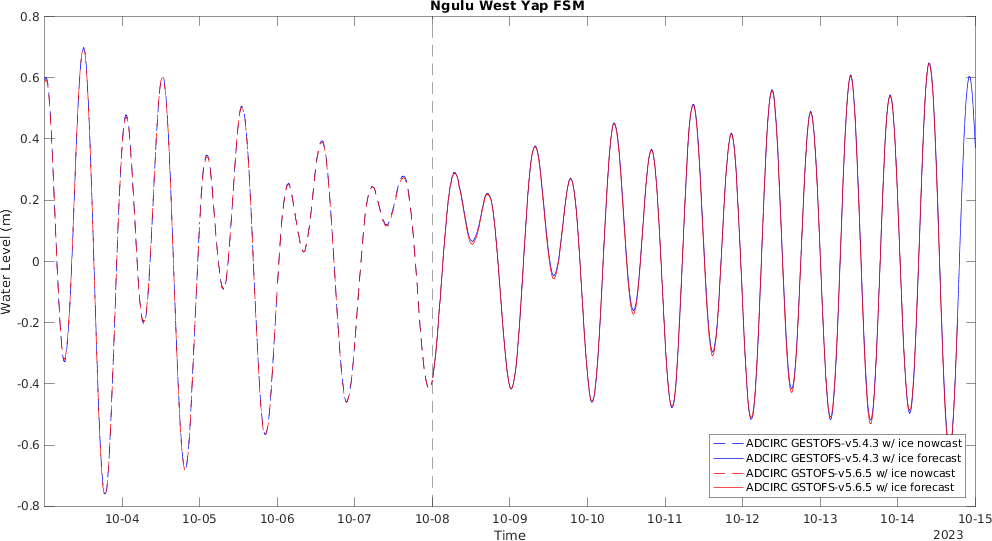 Ngulu West Yap FSM
Water Level (m)
0.8
0.6
0.4
0.2
0
-0.2
-0.4
-0.6
-0.8
ADCIRC GESTOFS-v5.4.3 w/ ice nowcast
ADCIRC GESTOFS-v5.4.3 w/ ice forecast
ADCIRC GSTOFS-v5.6.5 w/ ice nowcast
ADCIRC GSTOFS-v5.6.5 w/ ice forecast
10-04 10-05 10-06 10-07 10-08 10-09 10-10 10-11 10-12 10-13 10-14 10-15
Time
2023